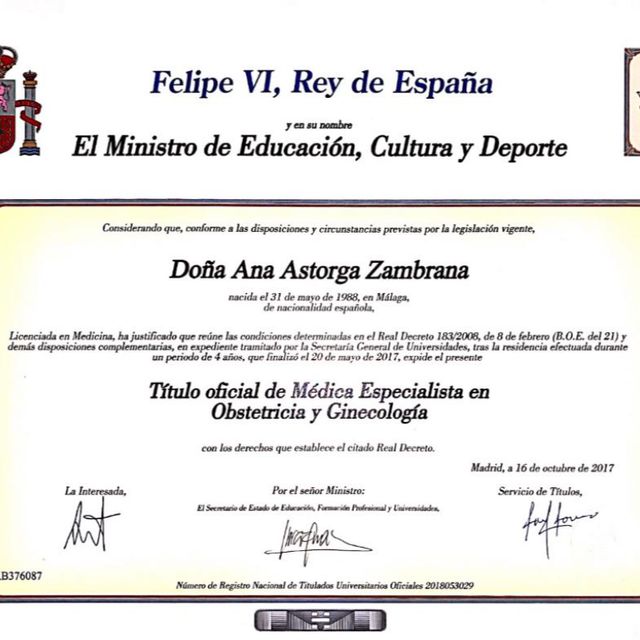 Felipe VI, Rey de España
y en su nombre
El Ministro de Educación, Cultura y Deporte
Considerando que, conforme a las disposiciones y circunstancias previstas por la legislación vigente,
Doña Ana Astorga Zambrana
nacida el 31 de mayo de 1988, en Málaga,
de nacionalidad española,
Licenciada en Medicina, ha justificado que reúne las condiciones determinadas en el Real Decreto 183/2008, de 8 de febrero (B.O.E. del 21) y
demás disposiciones complementarias, en expediente tramitado por la Secretaría General de Universidades, tras la residencia efectuada durante
un periodo de 4 años, que finalizó el 20 de mayo de 2017, expide el presente
Título oficial de Médica Especialista en
Obstetricia y Ginecología
con los derechos que establece el citado Real Decreto.
Madrid, a 16 de octubre de 2017
La Interesada,
Por el señor Ministro:
Servicio de Títulos,
El Secretario de Estado de Educación, Formación Profesional y Universidades,
B376087
Número de Registro Nacional de Titulados Universitarios Oficiales 2018053029